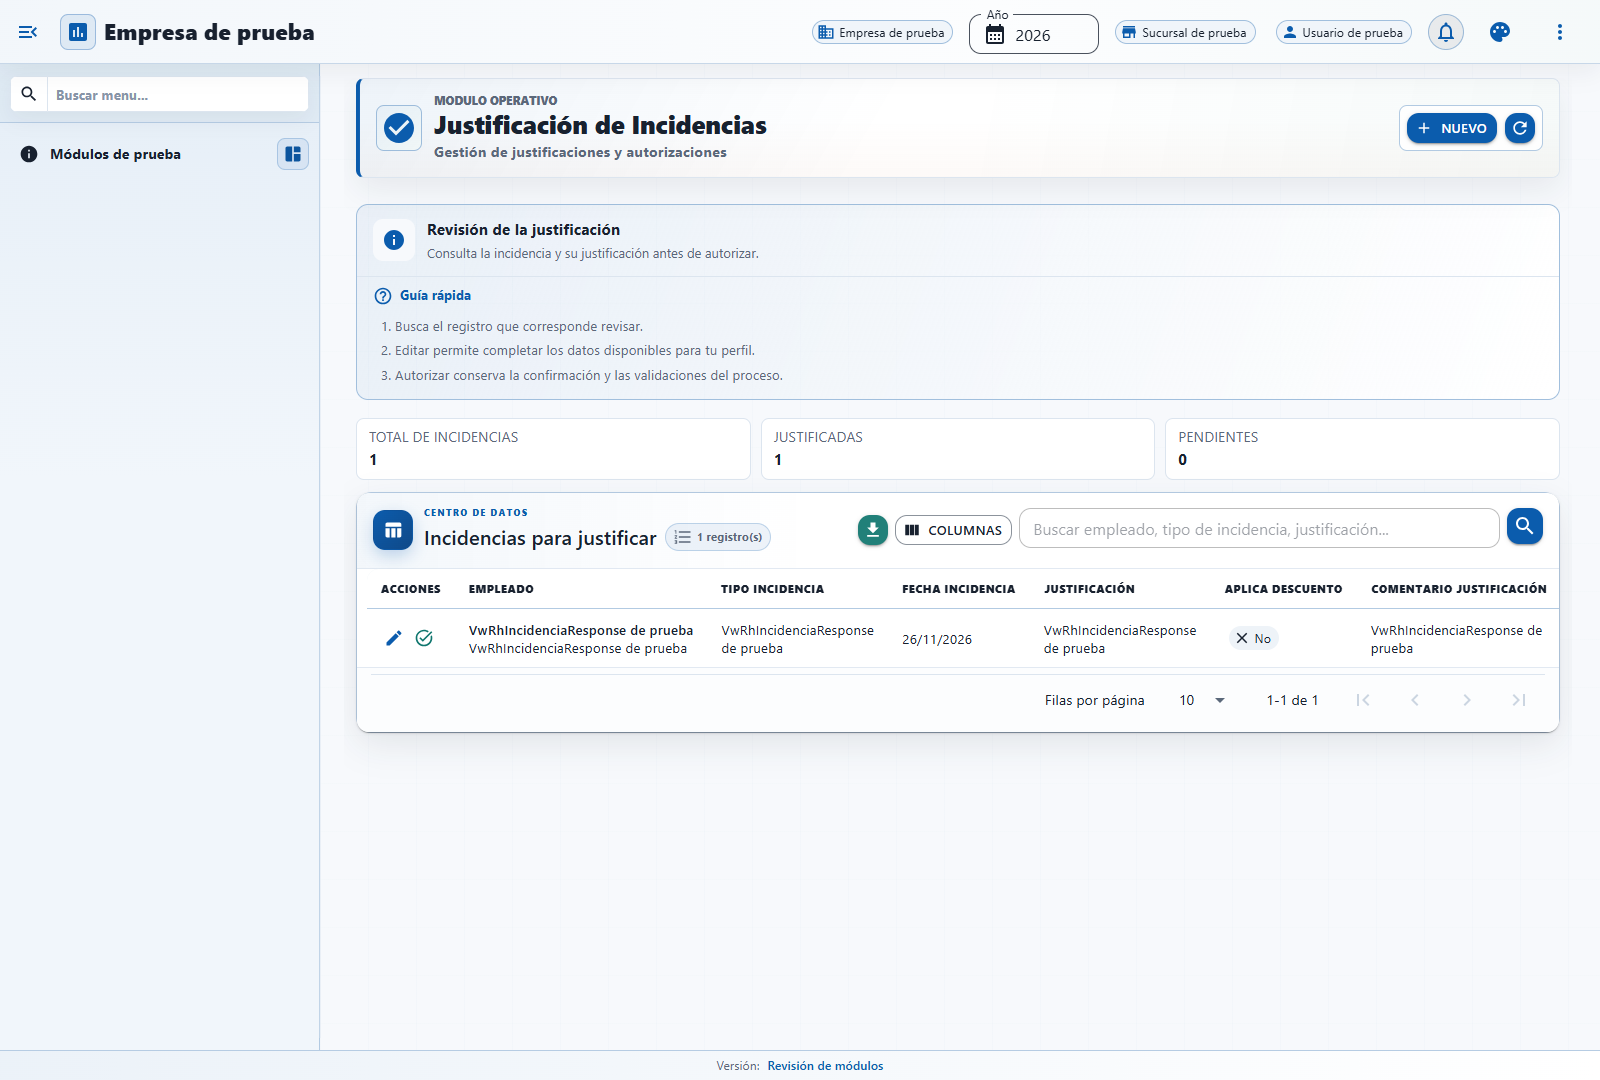 Empresa de prueba
Empresa de prueba
Año
2026
Sucursal de prueba
Usuario de prueba
Buscar menu...
Módulos de prueba
MODULO OPERATIVO
Justificación de Incidencias
Gestión de justificaciones y autorizaciones
NUEVO
Revisión de la justificación
Consulta la incidencia y su justificación antes de autorizar.
Guía rápida
1. Busca el registro que corresponde revisar.
2. Editar permite completar los datos disponibles para tu perfil.
3. Autorizar conserva la confirmación y las validaciones del proceso.
TOTAL DE INCIDENCIAS
1
JUSTIFICADAS
1
PENDIENTES
0
CENTRO DE DATOS
Incidencias para justificar
1 registro(s)
COLUMNAS
Buscar empleado, tipo de incidencia, justificación...
ACCIONES EMPLEADO TIPO INCIDENCIA FECHA INCIDENCIA JUSTIFICACIÓN APLICA DESCUENTO COMENTARIO JUSTIFICACIÓN
VwRhIncidenciaResponse de prueba
VwRhIncidenciaResponse de prueba
VwRhIncidenciaResponse
de prueba
26/11/2026
VwRhIncidenciaResponse
de prueba
No
VwRhIncidenciaResponse de
prueba
Filas por página 10 1-1 de 1
Versión: Revisión de módulos